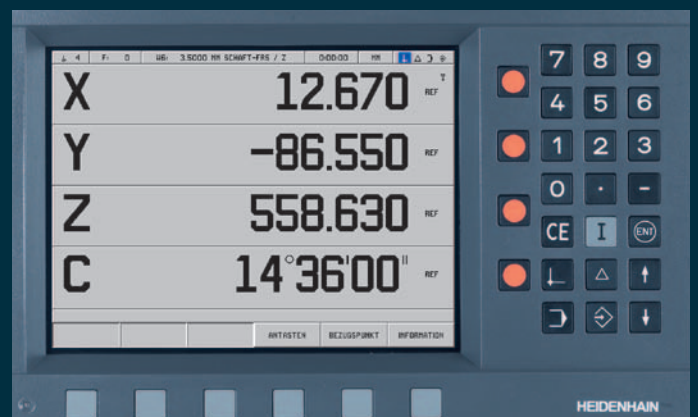 4 F: 0 W6: 3.5000 MM SCHAFT-FRS / Z 0:00:00 MM
X 12.670 REF
Y -86.550 REF
Z 558.630 REF
C 14°36'00" REF
ANTASTEN BEZUGSPUNKT INFORMATION
7 8 9
4 5 6
1 2 3
0 . -
CE I ENT
HEIDENHAIN